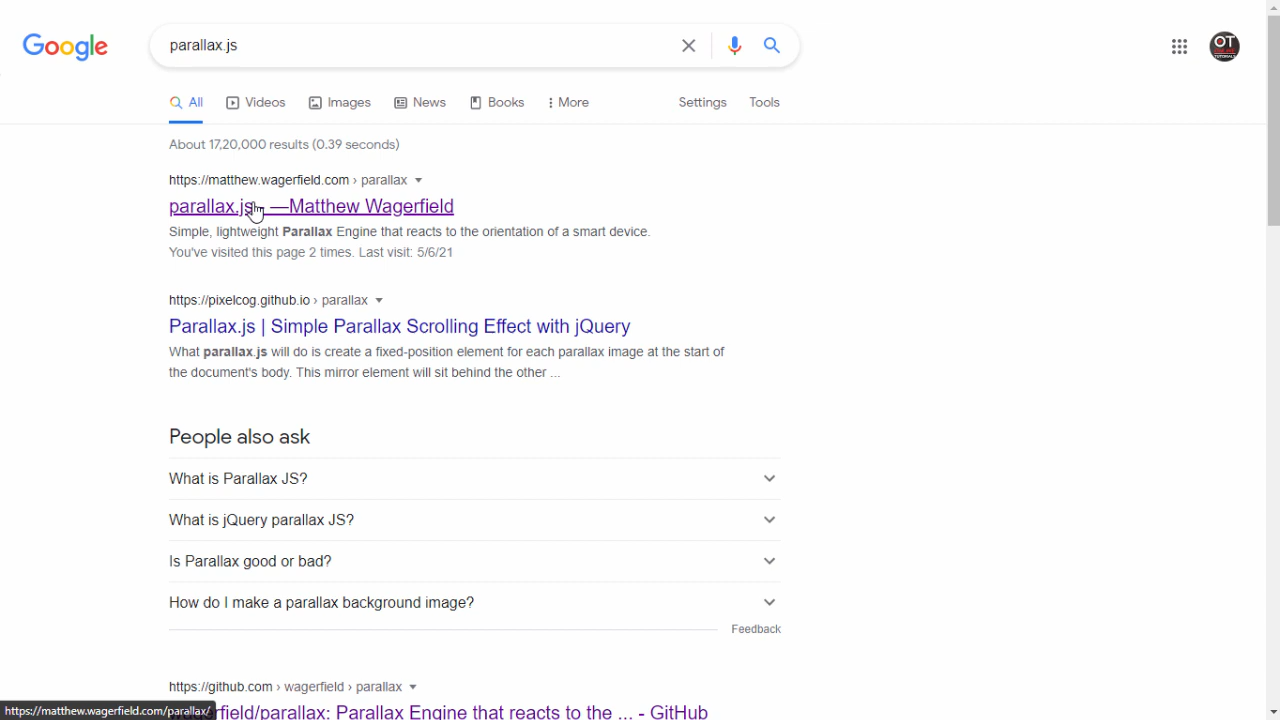 Google
parallax.js
OT
All
Videos
Images
News
Books
More
Settings
Tools
About 17,20,000 results (0.39 seconds)
https://matthew.wagerfield.com › parallax
parallax.js —Matthew Wagerfield
Simple, lightweight Parallax Engine that reacts to the orientation of a smart device.
You've visited this page 2 times. Last visit: 5/6/21
https://pixelcog.github.io › parallax
Parallax.js | Simple Parallax Scrolling Effect with jQuery
What parallax.js will do is create a fixed-position element for each parallax image at the start of
the document's body. This mirror element will sit behind the other ...
People also ask
What is Parallax JS?
What is jQuery parallax JS?
Is Parallax good or bad?
How do I make a parallax background image?
Feedback
https://github.com › wagerfield › parallax
wagerfield/parallax: Parallax Engine that reacts to the ... - GitHub
https://matthew.wagerfield.com/parallax/